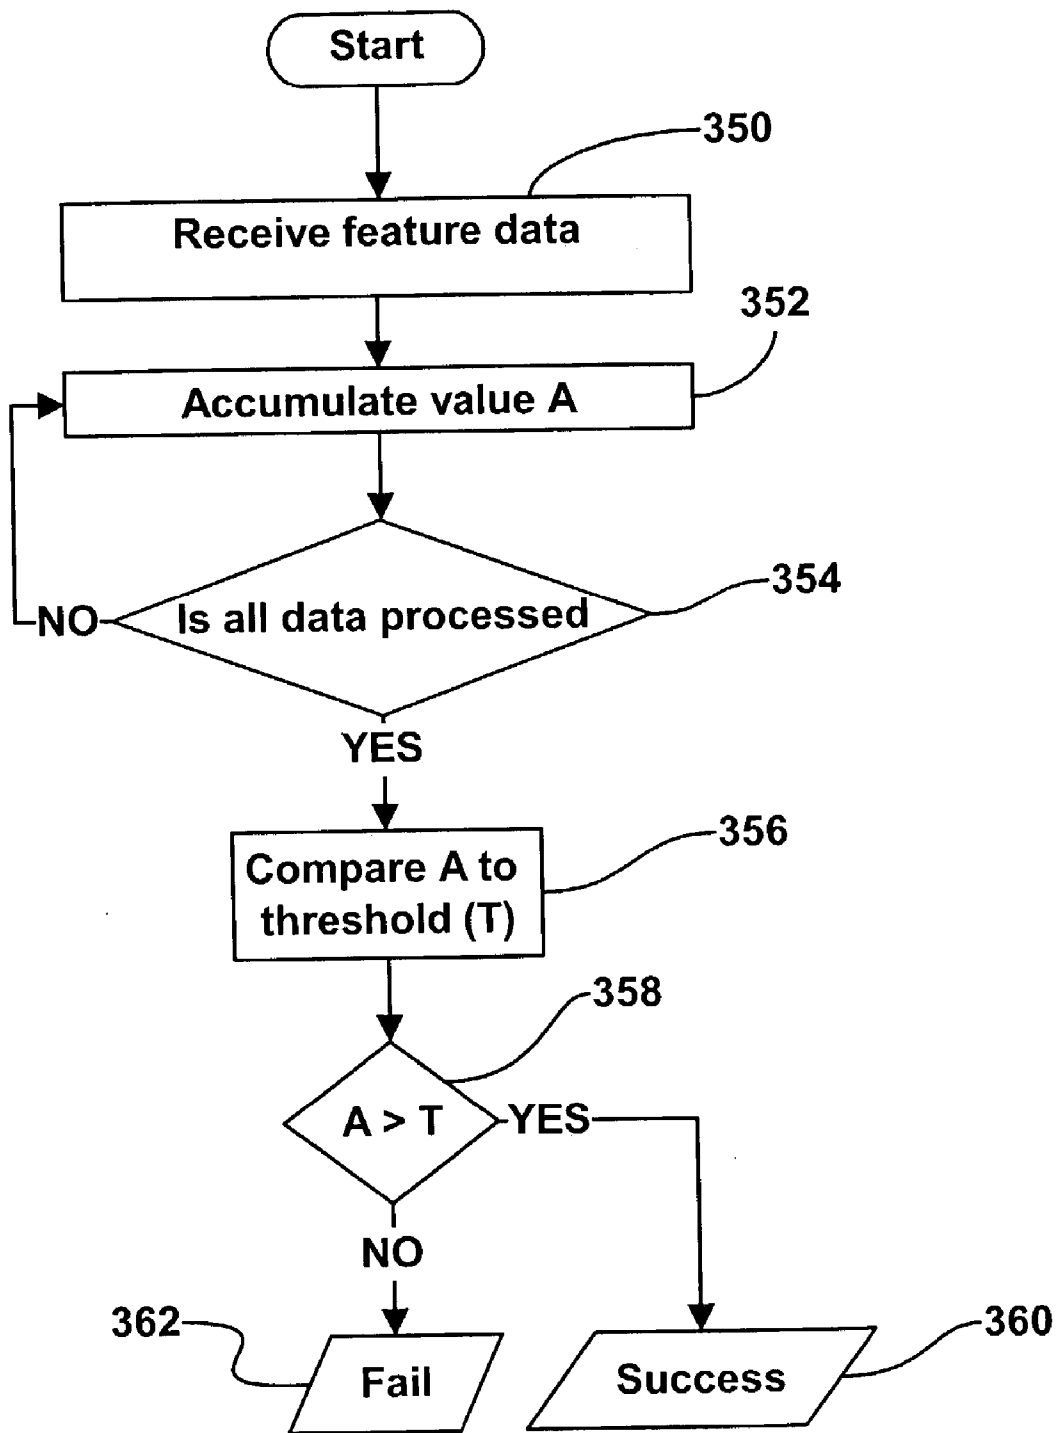 Start
350
Receive feature data
352
Accumulate value A
354
Is all data processed
NO
YES
356
Compare A to
threshold (T)
358
A > T
YES
NO
362
Fail
Success
360